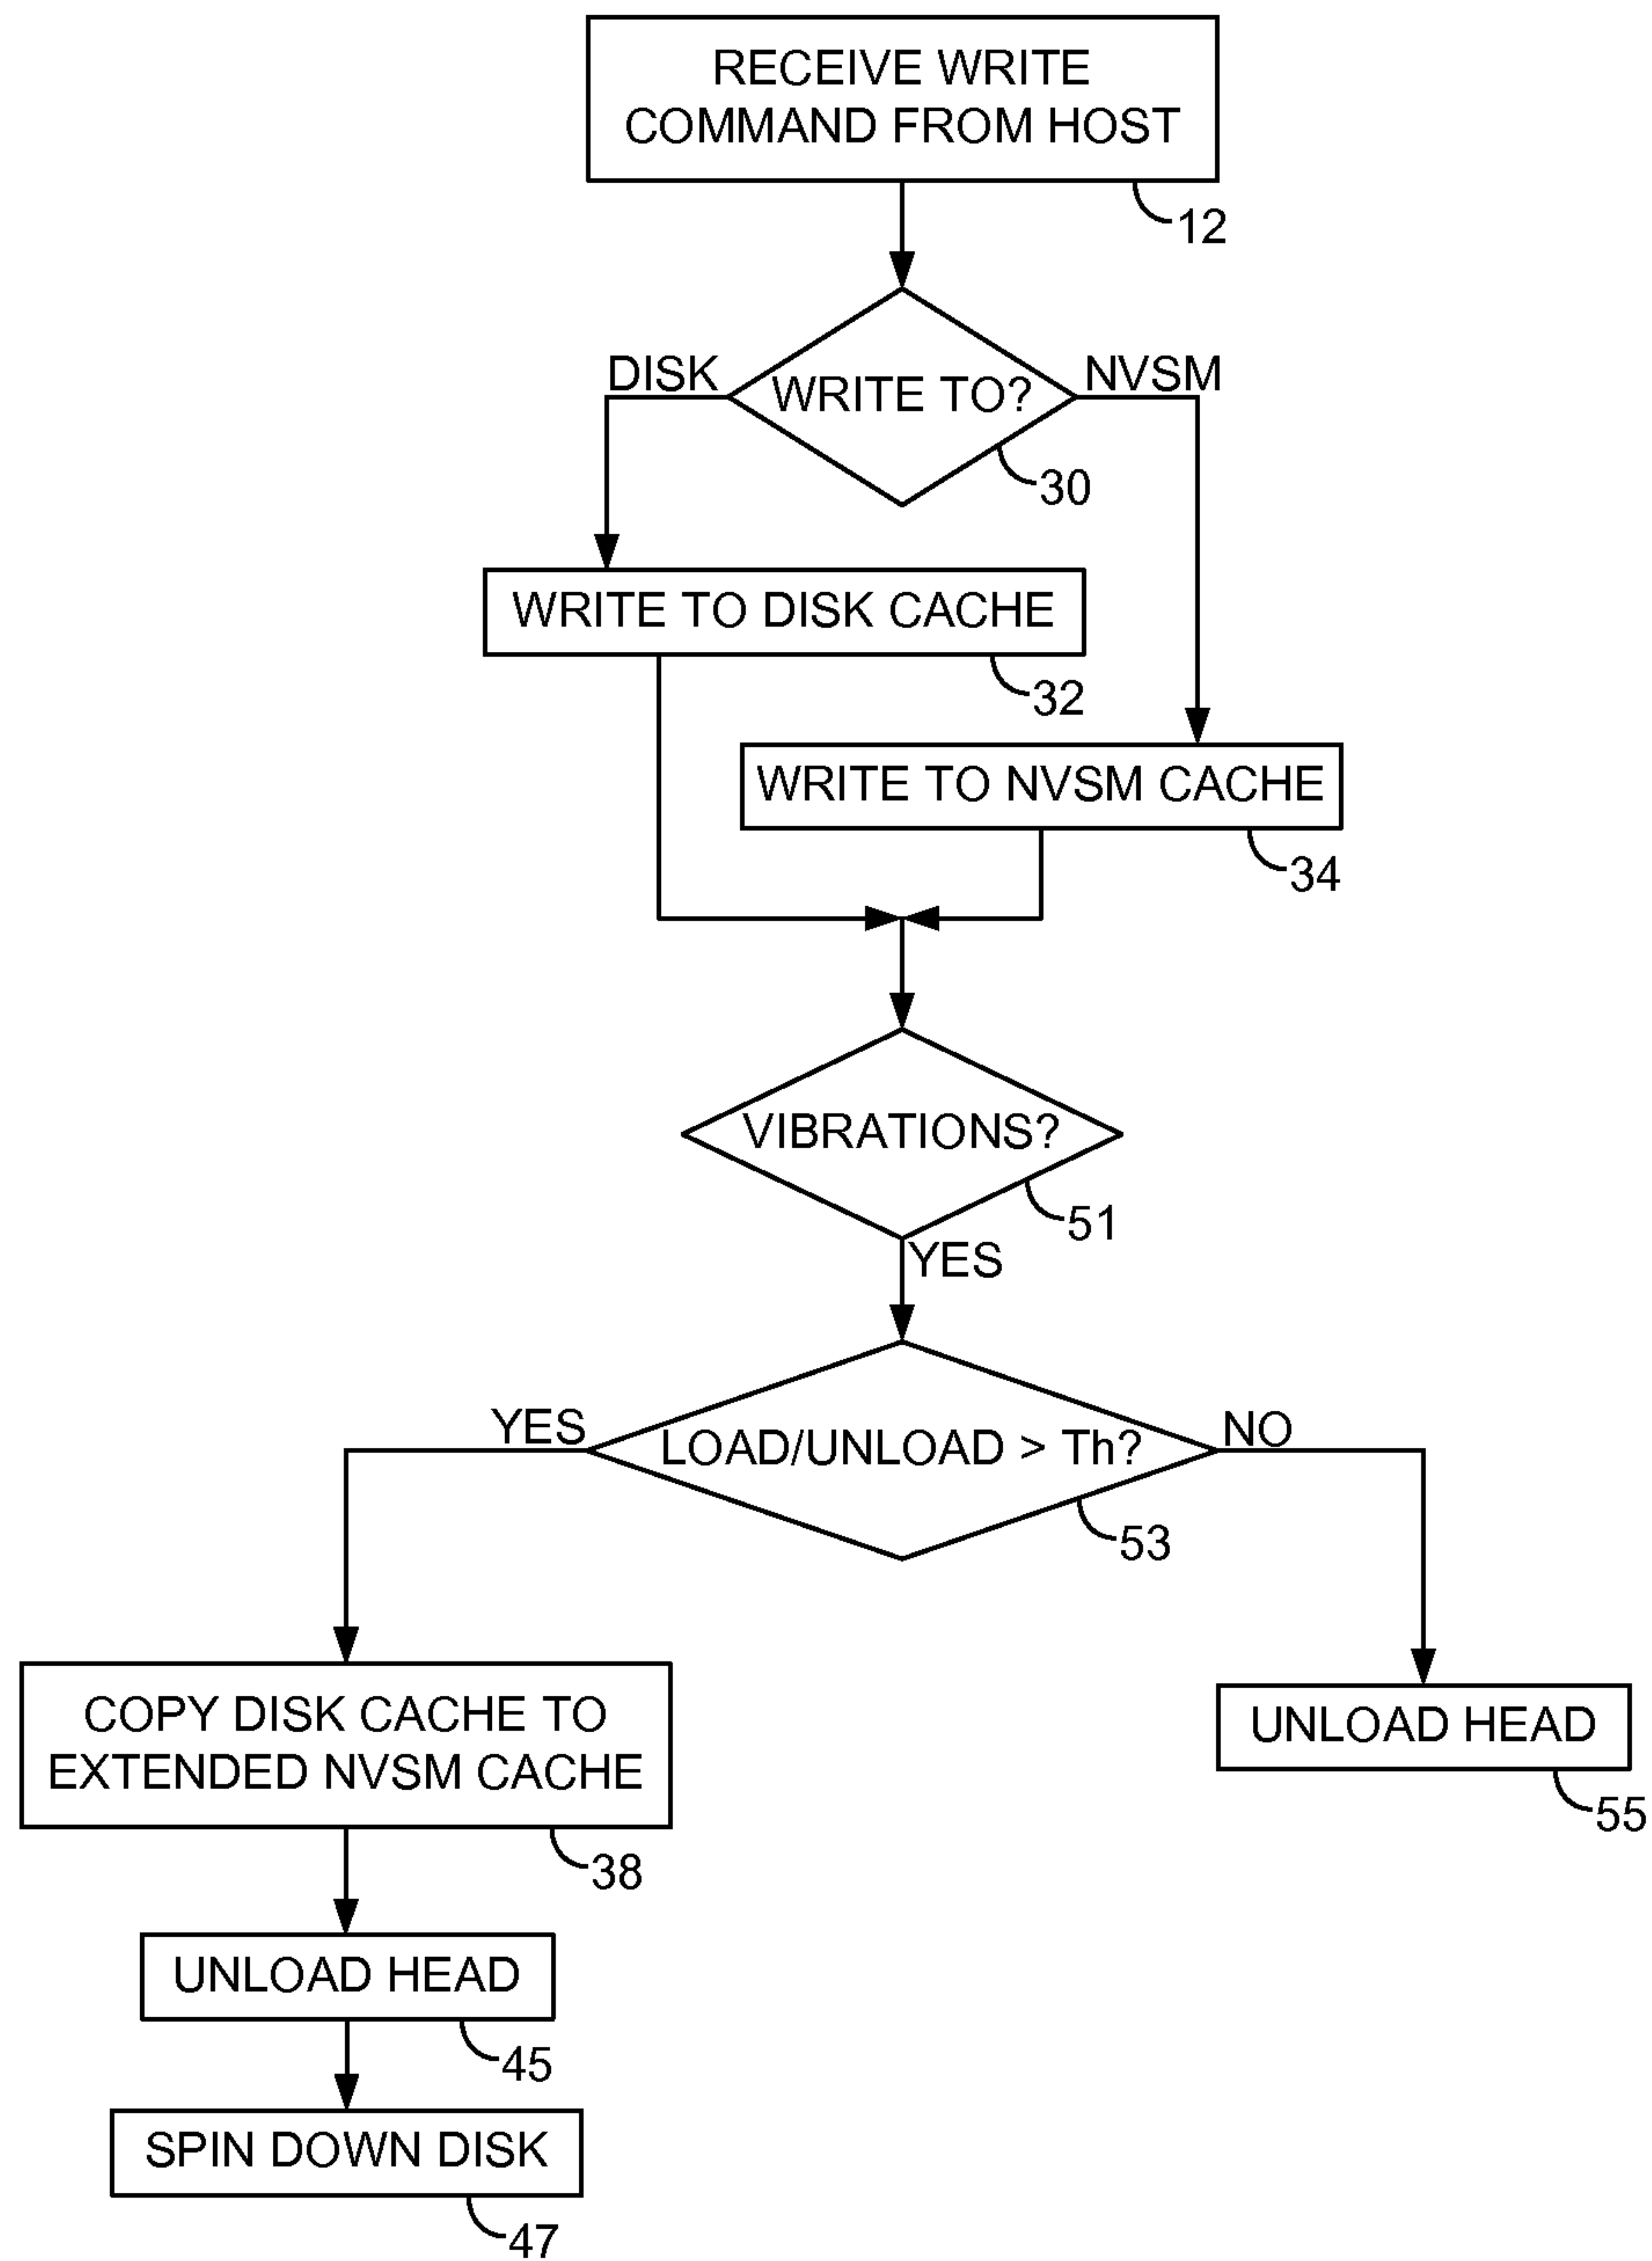 RECEIVE WRITE
COMMAND FROM HOST
12
DISK
WRITE TO?
NVSM
30
WRITE TO DISK CACHE
32
WRITE TO NVSM CACHE
34
VIBRATIONS?
51
YES
YES
LOAD/UNLOAD > Th?
NO
53
COPY DISK CACHE TO
EXTENDED NVSM CACHE
38
UNLOAD HEAD
55
UNLOAD HEAD
45
SPIN DOWN DISK
47